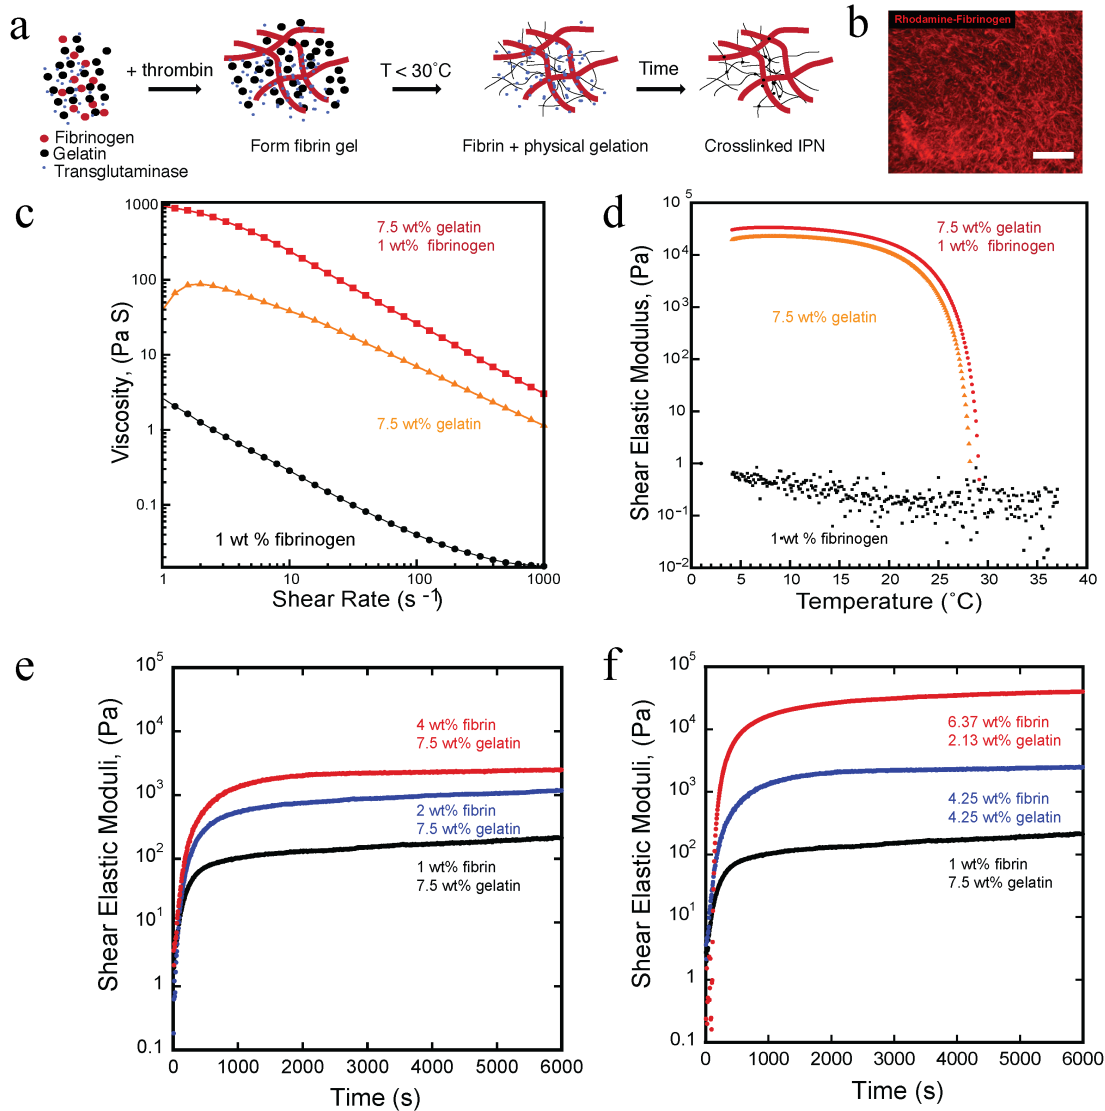 a
+ thrombin
T < 30˚C
Time
Fibrinogen
Gelatin
Transglutaminase
Form fibrin gel
Fibrin + physical gelation
Crosslinked IPN
b
Rhodamine-Fibrinogen
c
Viscosity, (Pa S)
1000
100
10
1
0.1
7.5 wt% gelatin
1 wt% fibrinogen
7.5 wt% gelatin
1 wt % fibrinogen
1
10
100
1000
Shear Rate (s -1)
d
Shear Elastic Modulus, (Pa)
10 5
10 4
10 3
10 2
10
1
10 −1
10 −2
7.5 wt% gelatin
1 wt% fibrinogen
7.5 wt% gelatin
1 wt % fibrinogen
0
5
10
15
20
25
30
35
40
Temperature (˚C)
e
Shear Elastic Moduli, (Pa)
10 5
10 4
10 3
10 2
10 1
1
0.1
4 wt% fibrin
7.5 wt% gelatin
2 wt% fibrin
7.5 wt% gelatin
1 wt% fibrin
7.5 wt% gelatin
0
1000
2000
3000
4000
5000
6000
Time (s)
f
Shear Elastic Moduli, (Pa)
10 5
10 4
10 3
10 2
10 1
1
0.1
6.37 wt% fibrin
2.13 wt% gelatin
4.25 wt% fibrin
4.25 wt% gelatin
1 wt% fibrin
7.5 wt% gelatin
0
1000
2000
3000
4000
5000
6000
Time (s)